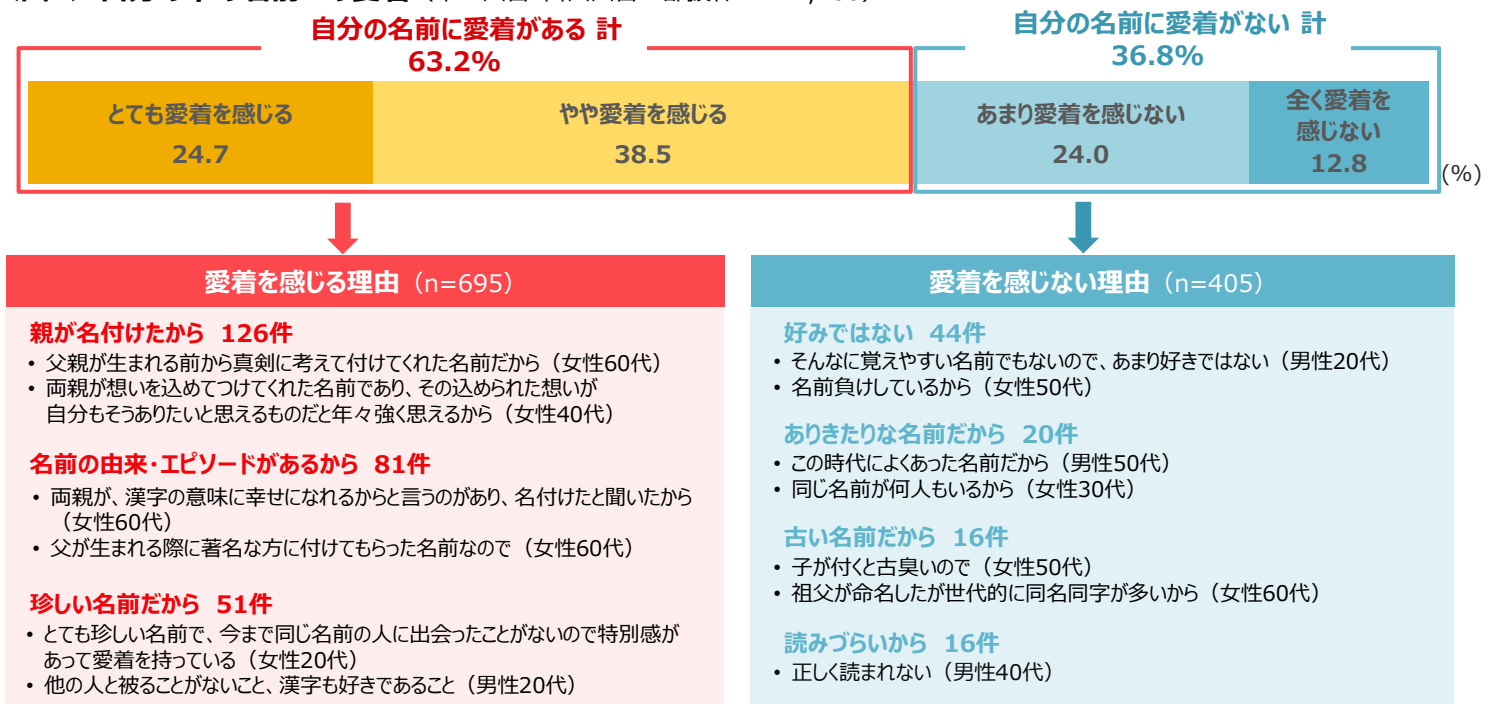 自分の名前に愛着がある 計
63.2%
自分の名前に愛着がない 計
36.8%
とても愛着を感じる
24.7
やや愛着を感じる
38.5
あまり愛着を感じない
24.0
全く愛着を
感じない
12.8
(%)
愛着を感じる理由（n=695）
親が名付けたから 126件
• 父親が生まれる前から真剣に考えて付けてくれた名前だから（女性60代）
• 両親が想いを込めてつけてくれた名前であり、その込められた想いが
自分もそうありたいと思えるものだと年々強く思えるから（女性40代）
名前の由来・エピソードがあるから 81件
• 両親が、漢字の意味に幸せになれるからと言うのがあり、名付けたと聞いたから
（女性60代）
• 父が生まれる際に著名な方に付けてもらった名前なので（女性60代）
珍しい名前だから 51件
• とても珍しい名前で、今まで同じ名前の人に出会ったことがないので特別感が
あって愛着を持っている（女性20代）
• 他の人と被ることがないこと、漢字も好きであること（男性20代）
愛着を感じない理由（n=405）
好みではない 44件
• そんなに覚えやすい名前でもないので、あまり好きではない（男性20代）
• 名前負けしているから（女性50代）
ありきたりな名前だから 20件
• この時代によくあった名前だから（男性50代）
• 同じ名前が何人もいるから（女性30代）
古い名前だから 16件
• 子が付くと古臭いので（女性50代）
• 祖父が命名したが世代的に同名同字が多いから（女性60代）
読みづらいから 16件
• 正しく読まれない（男性40代）